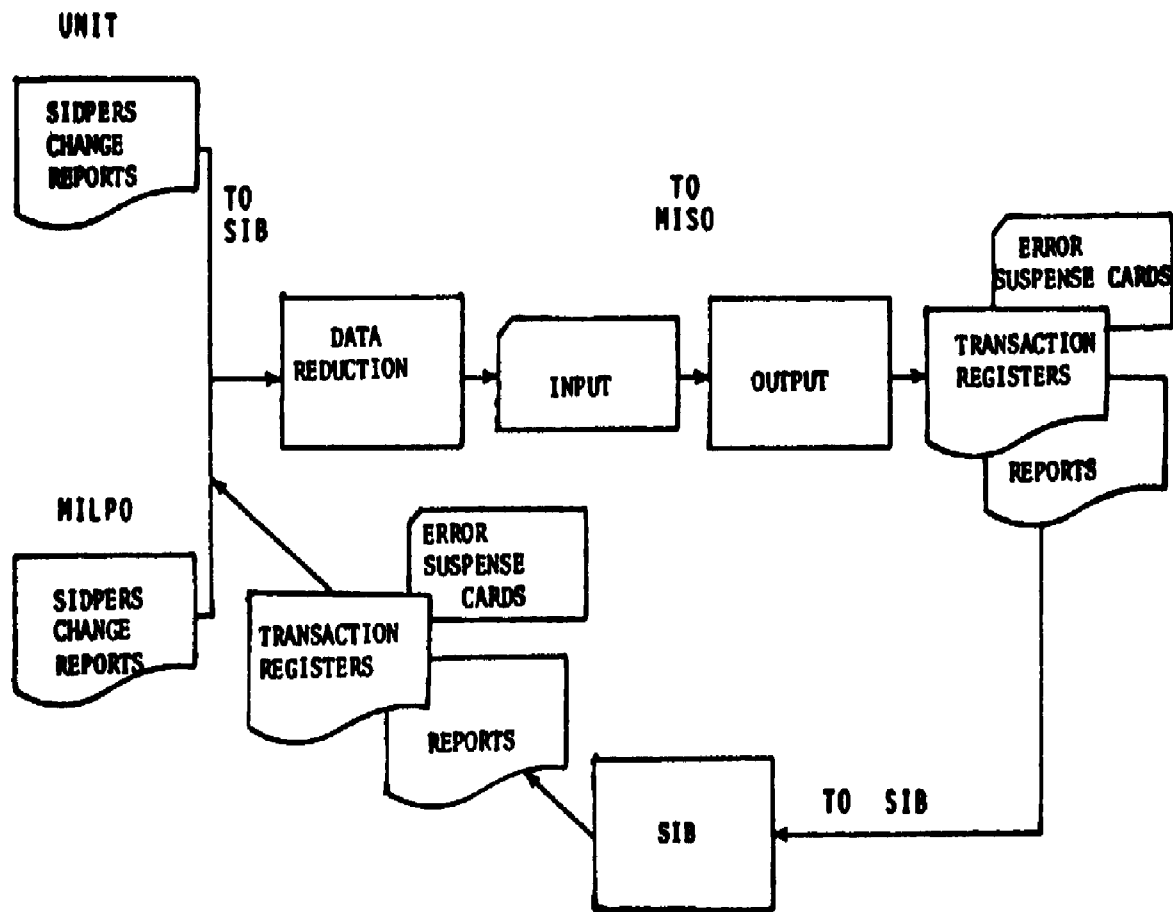 UNIT
SIDPERS
CHANGE
REPORTS
TO
SIB
TO
MISO
ERROR
SUSPENSE CARDS
DATA
REDUCTION
INPUT
OUTPUT
TRANSACTION
REGISTERS
REPORTS
MILPO
SIDPERS
CHANGE
REPORTS
ERROR
SUSPENSE
CARDS
TRANSACTION
REGISTERS
REPORTS
SIB
TO SIB